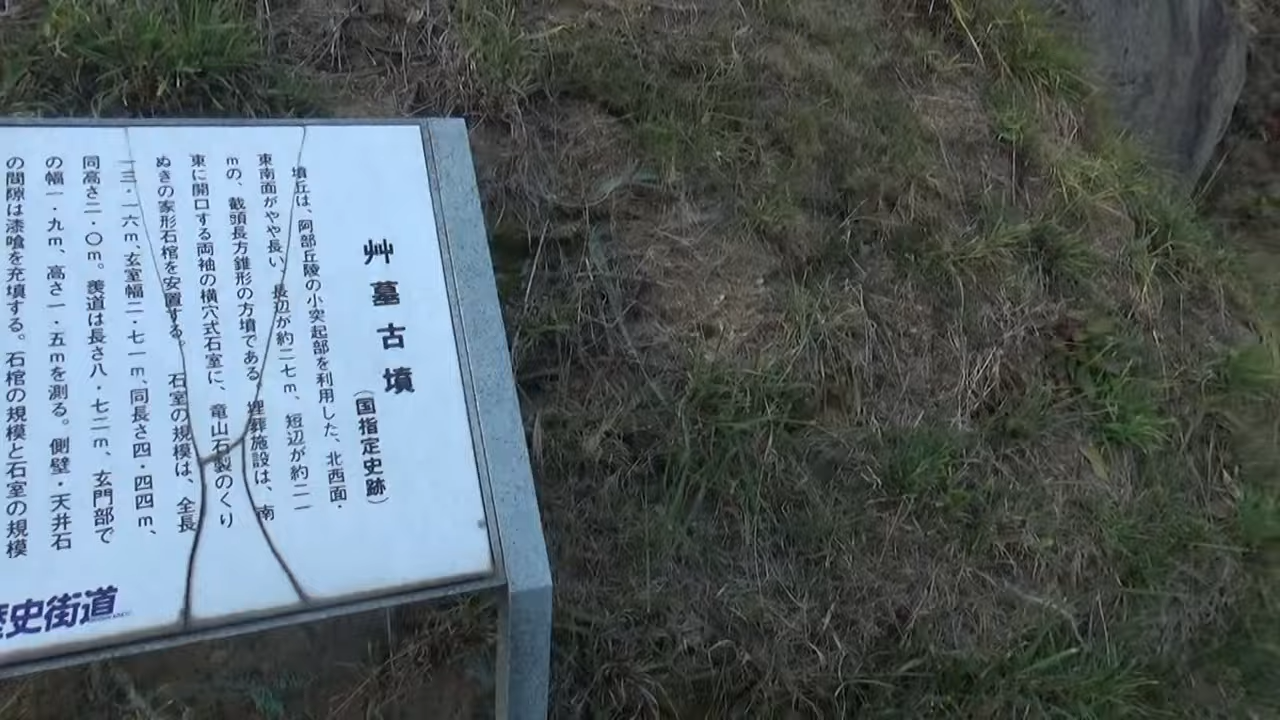 艸墓古墳
(国指定史跡)
墳丘は、阿部丘陵の小突起部を利用した、北西面・
東南面がやや長い、長辺が約二七m、短辺が約二一
mの、截頭長方錐形の方墳である。埋葬施設は、南
東に開口する両袖の横穴式石室に、竜山石製のくり
ぬきの家形石棺を安置する。石室の規模は、全長
一三・一六m、玄室幅二・七一m、同長さ四・四四m、
同高さ二・〇m。羨道は長さ八・七二m、玄門部で
の幅一・九m、高さ一・五mを測る。側壁・天井石
の間隙は漆喰を充填する。石棺の規模と石室の規模
歴史街道